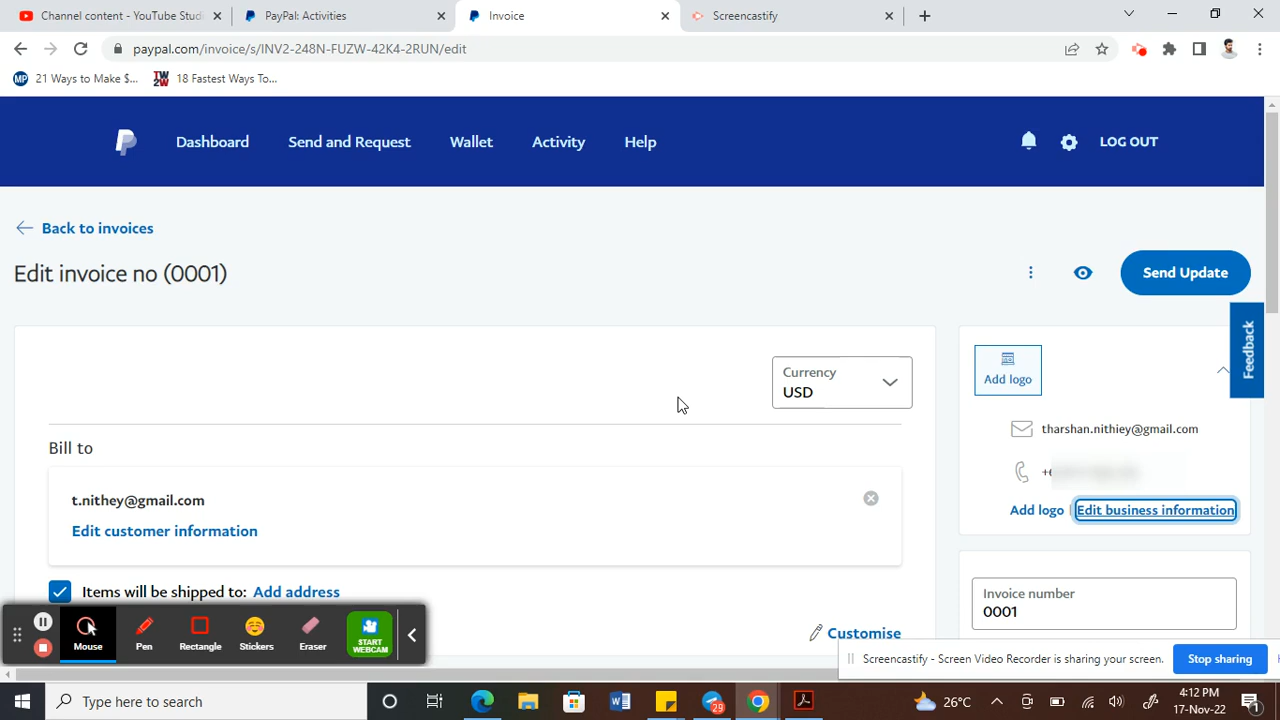 Channel content - YouTube Studi
PayPal: Activities
Invoice
Screencastify
paypal.com/invoice/s/INV2-248N-FUZW-42K4-2RUN/edit
MP 21 Ways to Make $...
18 Fastest Ways To...
Dashboard
Send and Request
Wallet
Activity
Help
LOG OUT
Back to invoices
Edit invoice no (0001)
Send Update
Feedback
Currency
USD
Add logo
tharshan.nithiey@gmail.com
Bill to
t.nithey@gmail.com
Edit customer information
Add logo | Edit business information
Items will be shipped to: Add address
Invoice number
0001
Customise
Mouse
Pen
Rectangle
Stickers
Eraser
START
WEBCAM
Screencastify - Screen Video Recorder is sharing your screen.
Stop sharing
Type here to search
29
26°C
4:12 PM
17-Nov-22
1